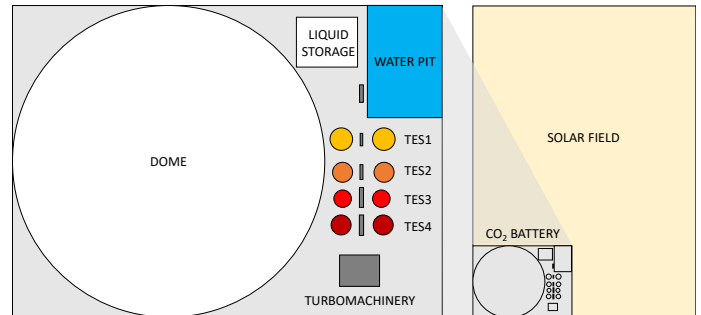 LIQUID
STORAGE
WATER PIT
TES1
DOME
TES2
TES3
TES4
TURBOMACHINERY
SOLAR FIELD
CO₂ BATTERY